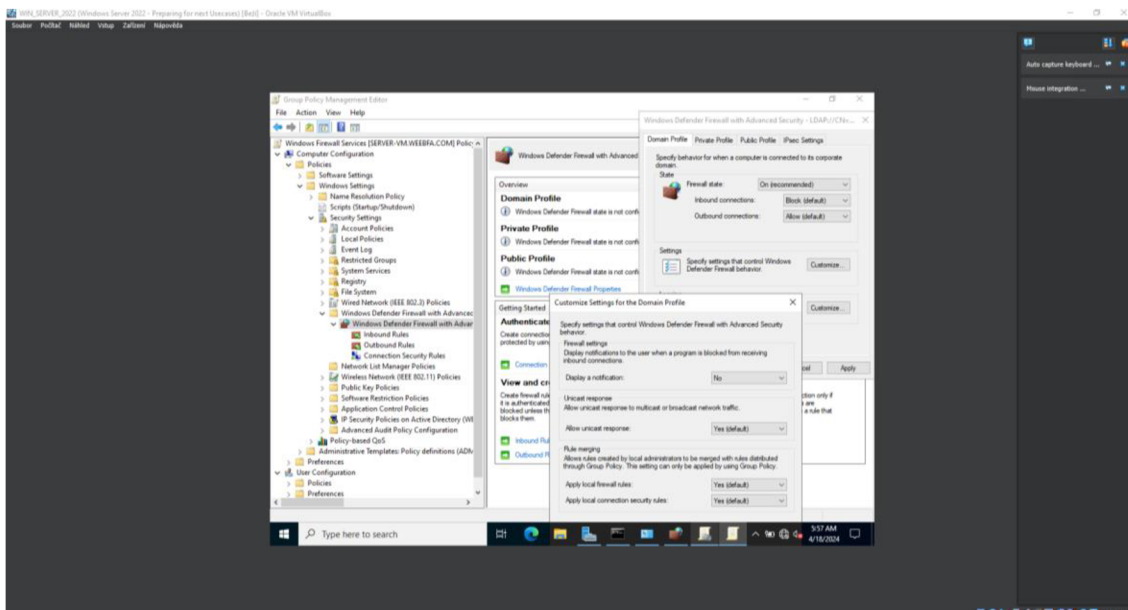 WIN_SERVER_2022 (Windows Server 2022 - Preparing for next Usecases) [Běží] - Oracle VM VirtualBox
Soubor Počítač Náhled Vstup Zařízení Nápověda
Auto capture keyboard ...
Mouse integration ...
Group Policy Management Editor
File Action View Help
Windows Firewall Services [SERVER-VM.WEEBFA.COM] Policy
Computer Configuration
Policies
Software Settings
Windows Settings
Name Resolution Policy
Scripts (Startup/Shutdown)
Security Settings
Account Policies
Local Policies
Event Log
Restricted Groups
System Services
Registry
File System
Wired Network (IEEE 802.3) Policies
Windows Defender Firewall with Advanced
Windows Defender Firewall with Advar
Inbound Rules
Outbound Rules
Connection Security Rules
Network List Manager Policies
Wireless Network (IEEE 802.11) Policies
Public Key Policies
Software Restriction Policies
Application Control Policies
IP Security Policies on Active Directory (WE
Advanced Audit Policy Configuration
Policy-based QoS
Administrative Templates: Policy definitions (ADM
Preferences
User Configuration
Policies
Preferences
Windows Defender Firewall with Advanced
Overview
Domain Profile
Windows Defender Firewall state is not confi
Private Profile
Windows Defender Firewall state is not confi
Public Profile
Windows Defender Firewall state is not confi
Windows Defender Firewall Properties
Getting Started
Authenticate
Create connectio
protected by using
Connection
View and cr
Create firewall rule
it is authenticated
blocked unless th
blocks them.
Inbound Rul
Outbound R
ction only if
are
a rule that
Windows Defender Firewall with Advanced Security - LDAP://CN=...
Domain Profile Private Profile Public Profile IPsec Settings
Specify behavior for when a computer is connected to its corporate
domain.
State
Firewall state: On (recommended)
Inbound connections: Block (default)
Outbound connections: Allow (default)
Settings
Specify settings that control Windows
Defender Firewall behavior.
Customize...
Customize...
Apply
Customize Settings for the Domain Profile
Specify settings that control Windows Defender Firewall with Advanced Security
behavior.
Firewall settings
Display notifications to the user when a program is blocked from receiving
inbound connections.
Display a notification: No
Unicast response
Allow unicast response to multicast or broadcast network traffic.
Allow unicast response: Yes (default)
Rule merging
Allows rules created by local administrators to be merged with rules distributed
through Group Policy. This setting can only be applied by using Group Policy.
Apply local firewall rules: Yes (default)
Apply local connection security rules: Yes (default)
Type here to search
5:57 AM
4/18/2024